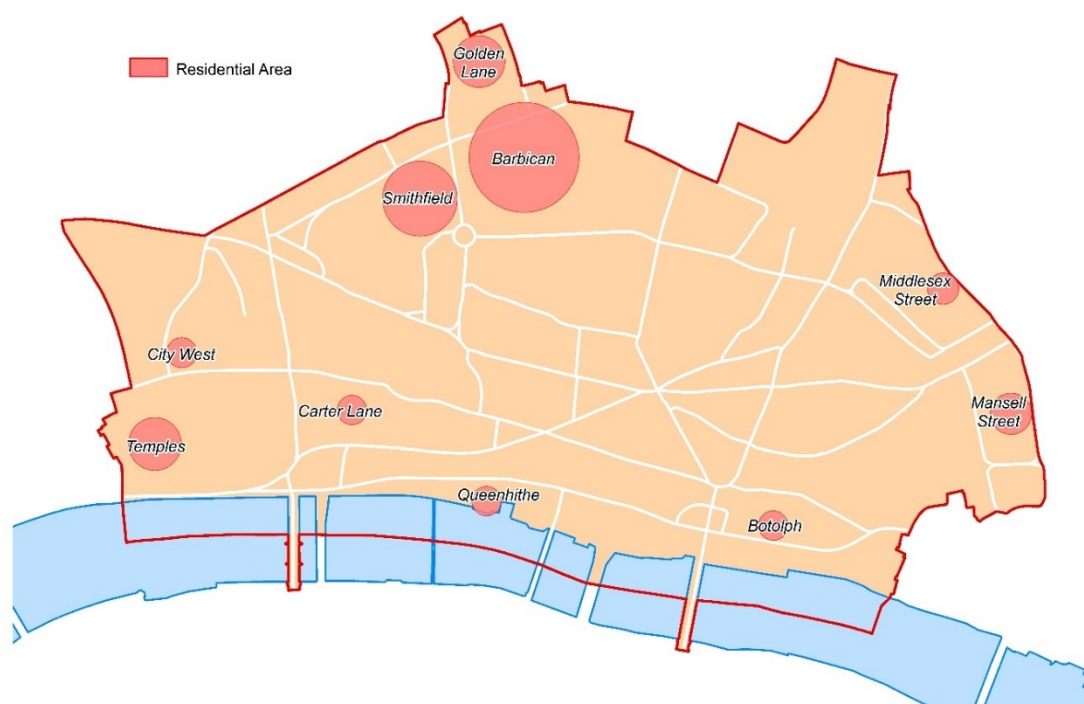 Residential Area
Golden
Lane
Barbican
Smithfield
Middlesex
Street
City West
Carter Lane
Mansell
Street
Temples
Queenhithe
Botolph